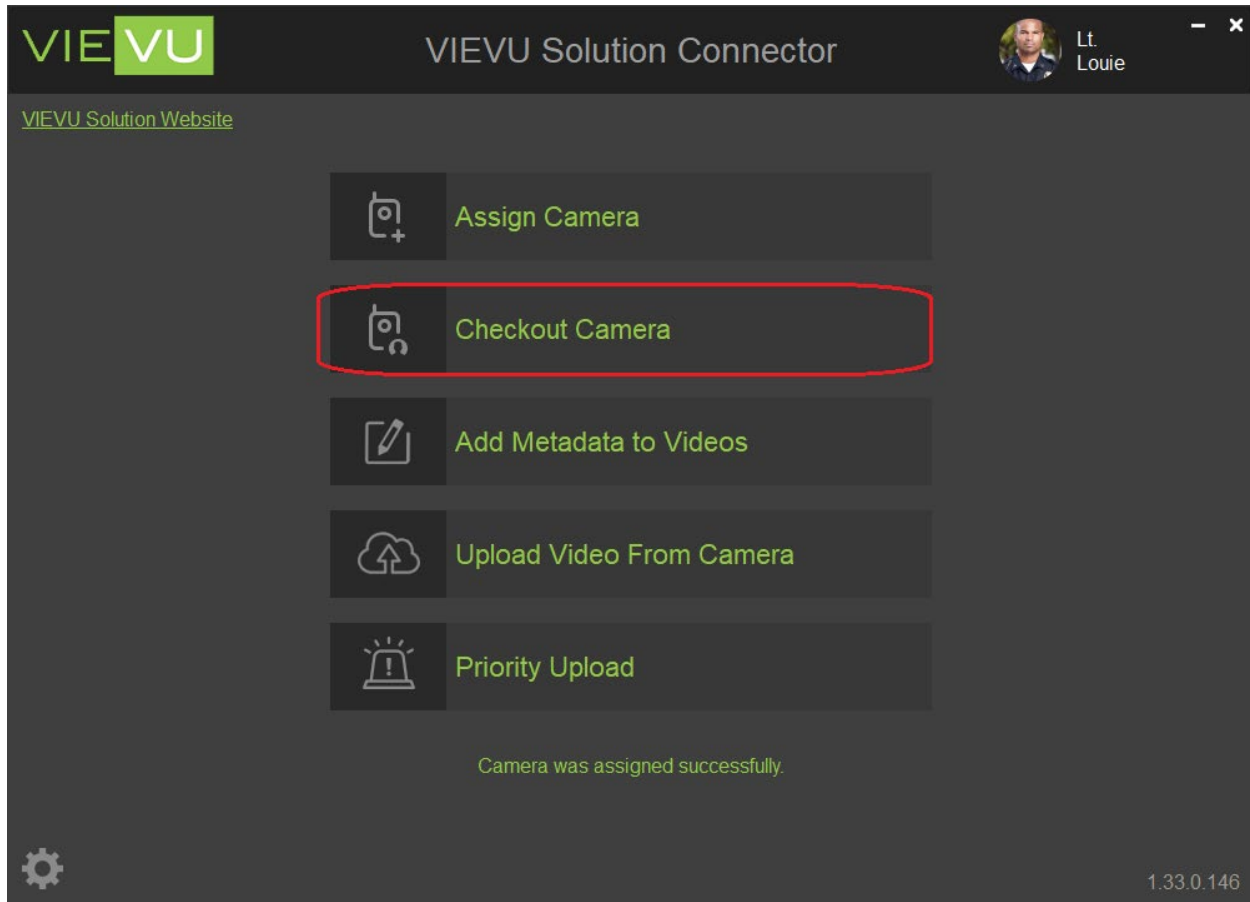 VIEVU
VIEVU Solution Connector
Lt.
Louie
VIEVU Solution Website
Assign Camera
Checkout Camera
Add Metadata to Videos
Upload Video From Camera
Priority Upload
Camera was assigned successfully.
1.33.0.146